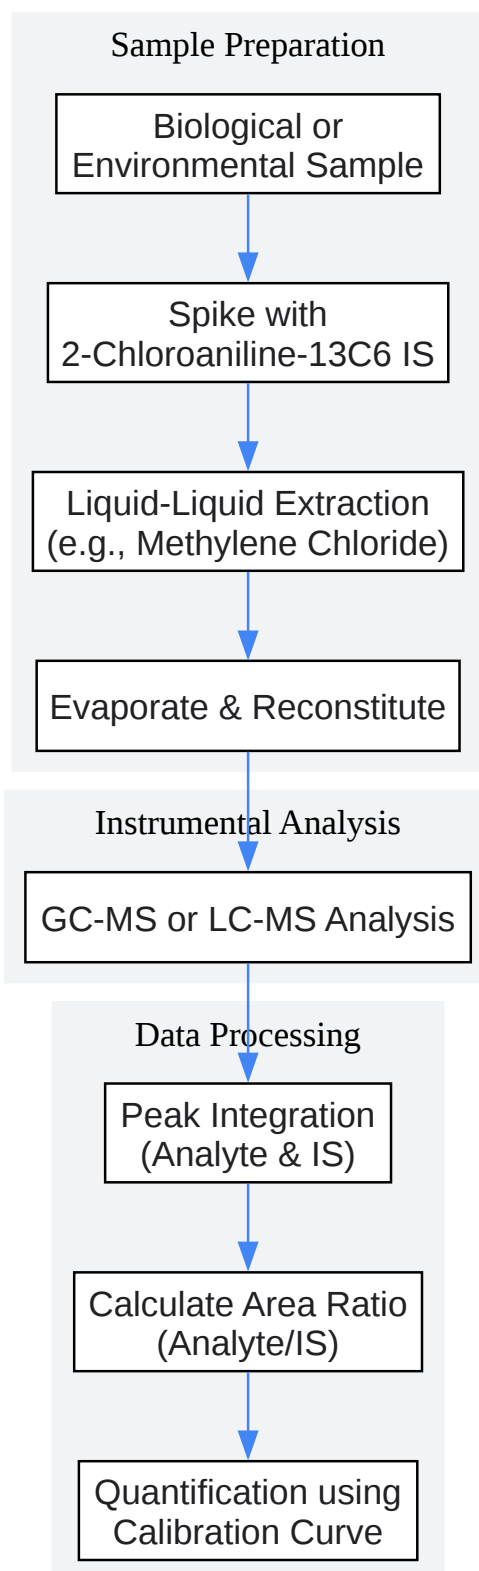 Sample Preparation
Biological or
Environmental Sample
Spike with
2-Chloroaniline-13C6 IS
Liquid-Liquid Extraction
(e.g., Methylene Chloride)
Evaporate & Reconstitute
Instrumental Analysis
GC-MS or LC-MS Analysis
Data Processing
Peak Integration
(Analyte & IS)
Calculate Area Ratio
(Analyte/IS)
Quantification using
Calibration Curve